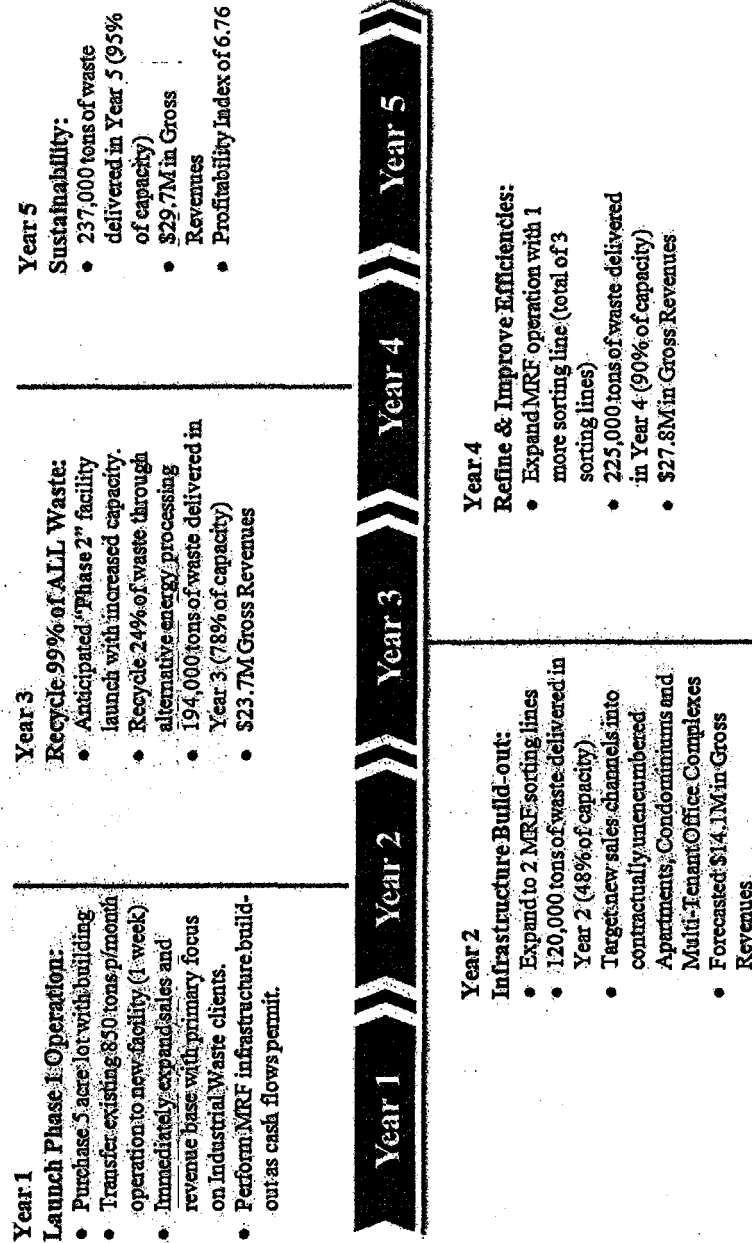 Year 1
Launch Phase 1 Operation:
• Purchase 5 acre lot with building
• Transfer existing 850 tons p/month
operation to new facility (1 week)
• Immediately expand sales and
revenue base with primary focus
on Industrial Waste clients.
• Perform MRF infrastructure build-
out as cash flows permit.
Year 3
Recycle 99% of ALL Waste:
• Anticipated "Phase 2" facility
launch with increased capacity.
• Recycle 24% of waste through
alternative energy processing
• 194,000 tons of waste delivered in
Year 3 (78% of capacity)
• $23.7M Gross Revenues
Year 5
Sustainability:
• 237,000 tons of waste
delivered in Year 5 (95%
of capacity)
• $29.7M in Gross
Revenues
• Profitability Index of 6.76
Year 1
Year 2
Year 3
Year 4
Year 5
Year 2
Infrastructure Build-out:
• Expand to 2 MRF sorting lines
• 120,000 tons of waste delivered in
Year 2 (48% of capacity)
• Target new sales channels into
contractually unencumbered
Apartments, Condominiums and
Multi-Tenant Office Complexes
• Forecasted $14.1M in Gross
Revenues
Year 4
Refine & Improve Efficiencies:
• Expand MRF operation with 1
more sorting line (total of 3
sorting lines)
• 225,000 tons of waste delivered
in Year 4 (90% of capacity)
• $27.8M in Gross Revenues